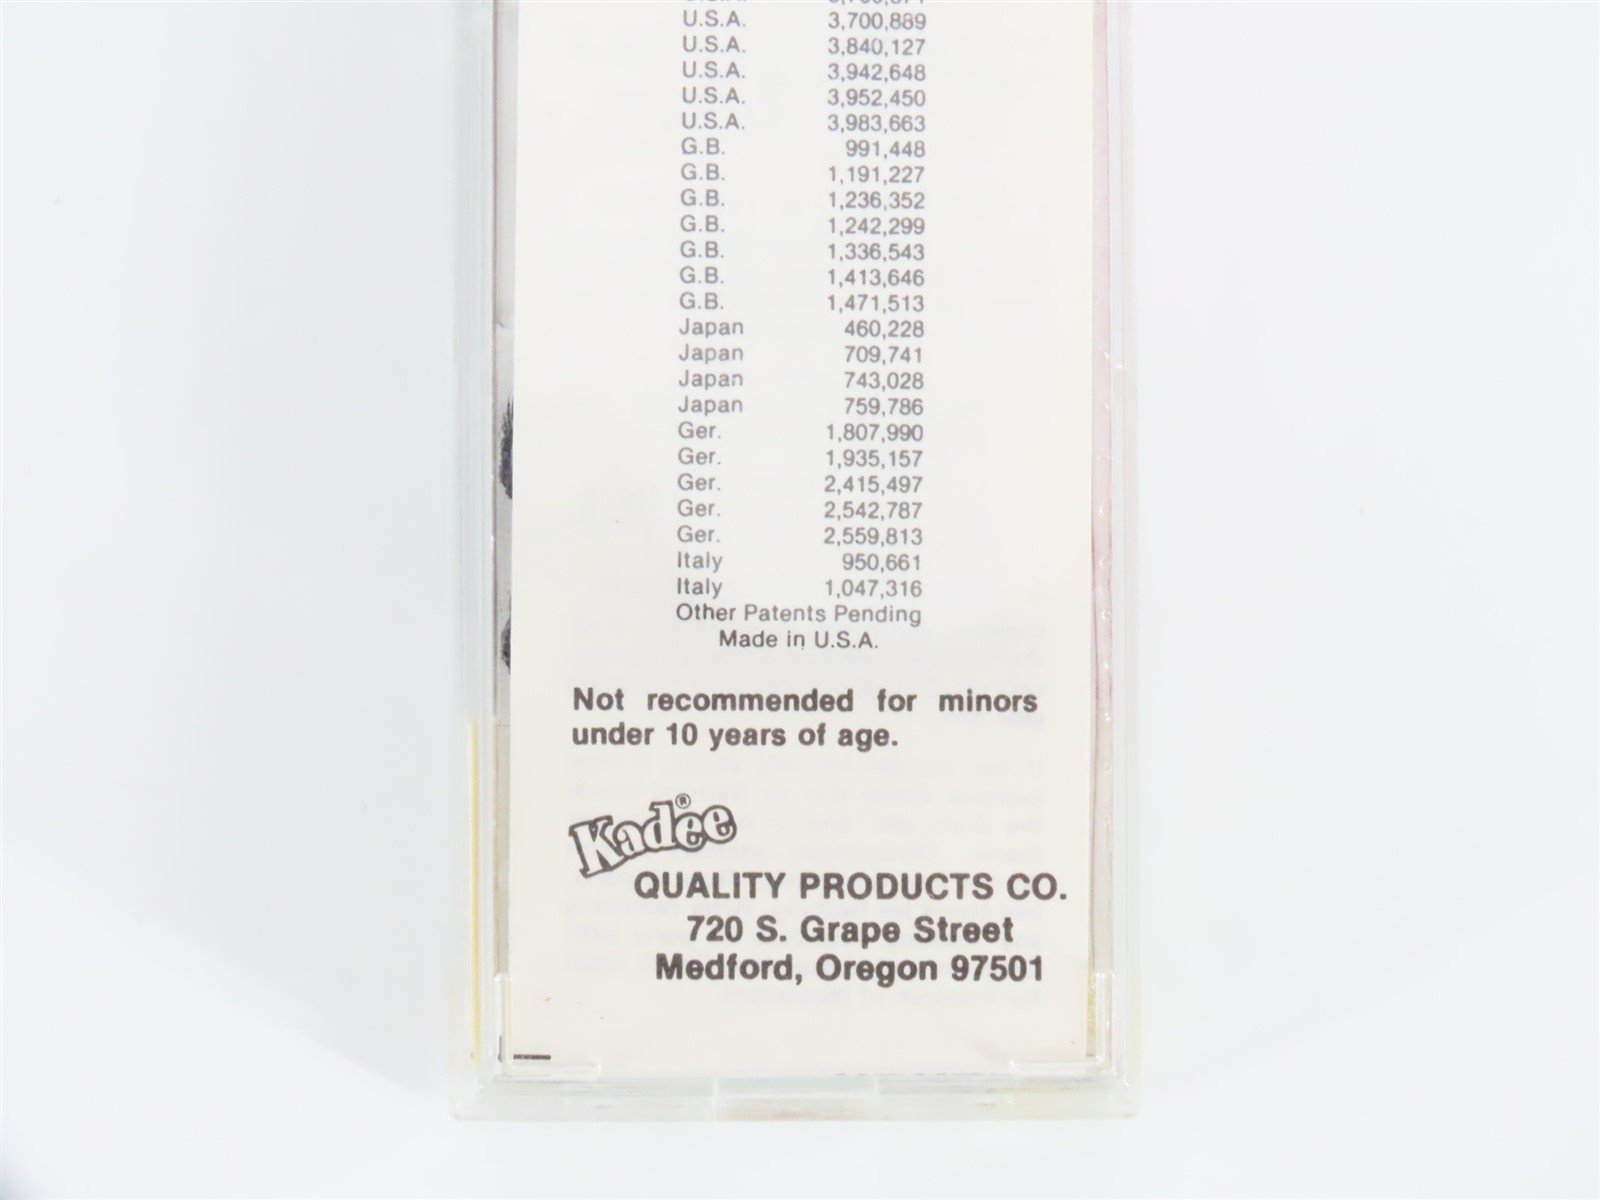 U.S.A. 3,700,889
U.S.A. 3,840,127
U.S.A. 3,942,648
U.S.A. 3,952,450
U.S.A. 3,983,663
G.B. 991,448
G.B. 1,191,227
G.B. 1,236,352
G.B. 1,242,299
G.B. 1,336,543
G.B. 1,413,646
G.B. 1,471,513
Japan 460,228
Japan 709,741
Japan 743,028
Japan 759,786
Ger. 1,807,990
Ger. 1,935,157
Ger. 2,415,497
Ger. 2,542,787
Ger. 2,559,813
Italy 950,661
Italy 1,047,316
Other Patents Pending
Made in U.S.A.
Not recommended for minors
under 10 years of age.
Kadee®
QUALITY PRODUCTS CO.
720 S. Grape Street
Medford, Oregon 97501